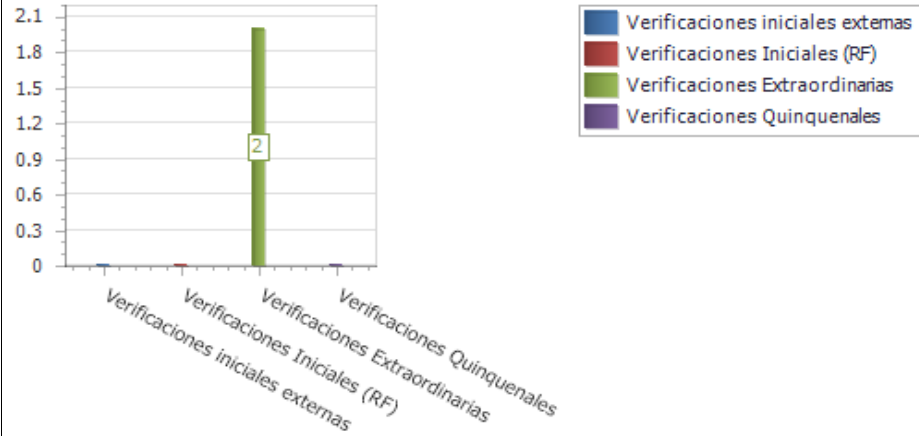 2.1
1.8
1.5
1.2
0.9
0.6
0.3
0
2
Verificaciones iniciales externas
Verificaciones Iniciales (RF)
Verificaciones Extraordinarias
Verificaciones Quinquenales
Verificaciones iniciales externas
Verificaciones Iniciales (RF)
Verificaciones Extraordinarias
Verificaciones Quinquenales